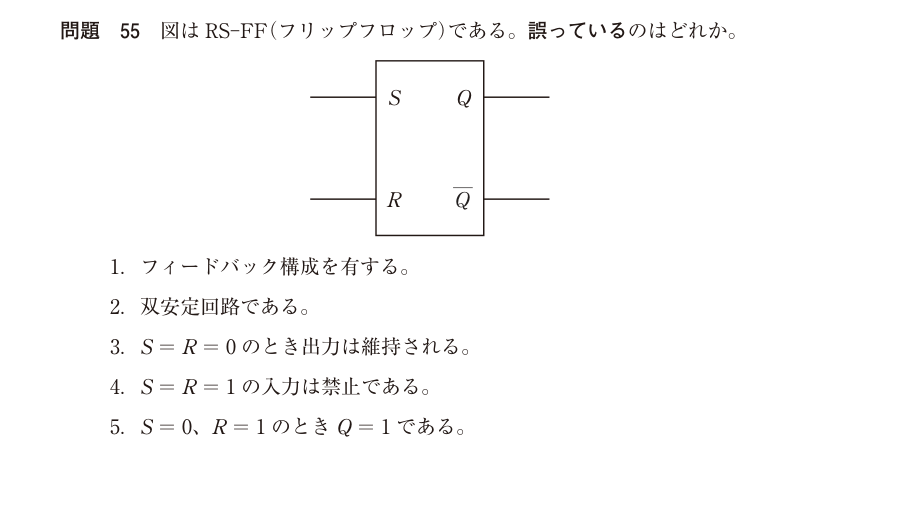 問題 55 図は RS-FF(フリップフロップ)である。誤っているのはどれか。
S Q
R Q̅
1. フィードバック構成を有する。
2. 双安定回路である。
3. S = R = 0 のとき出力は維持される。
4. S = R = 1 の入力は禁止である。
5. S = 0、R = 1 のとき Q = 1 である。